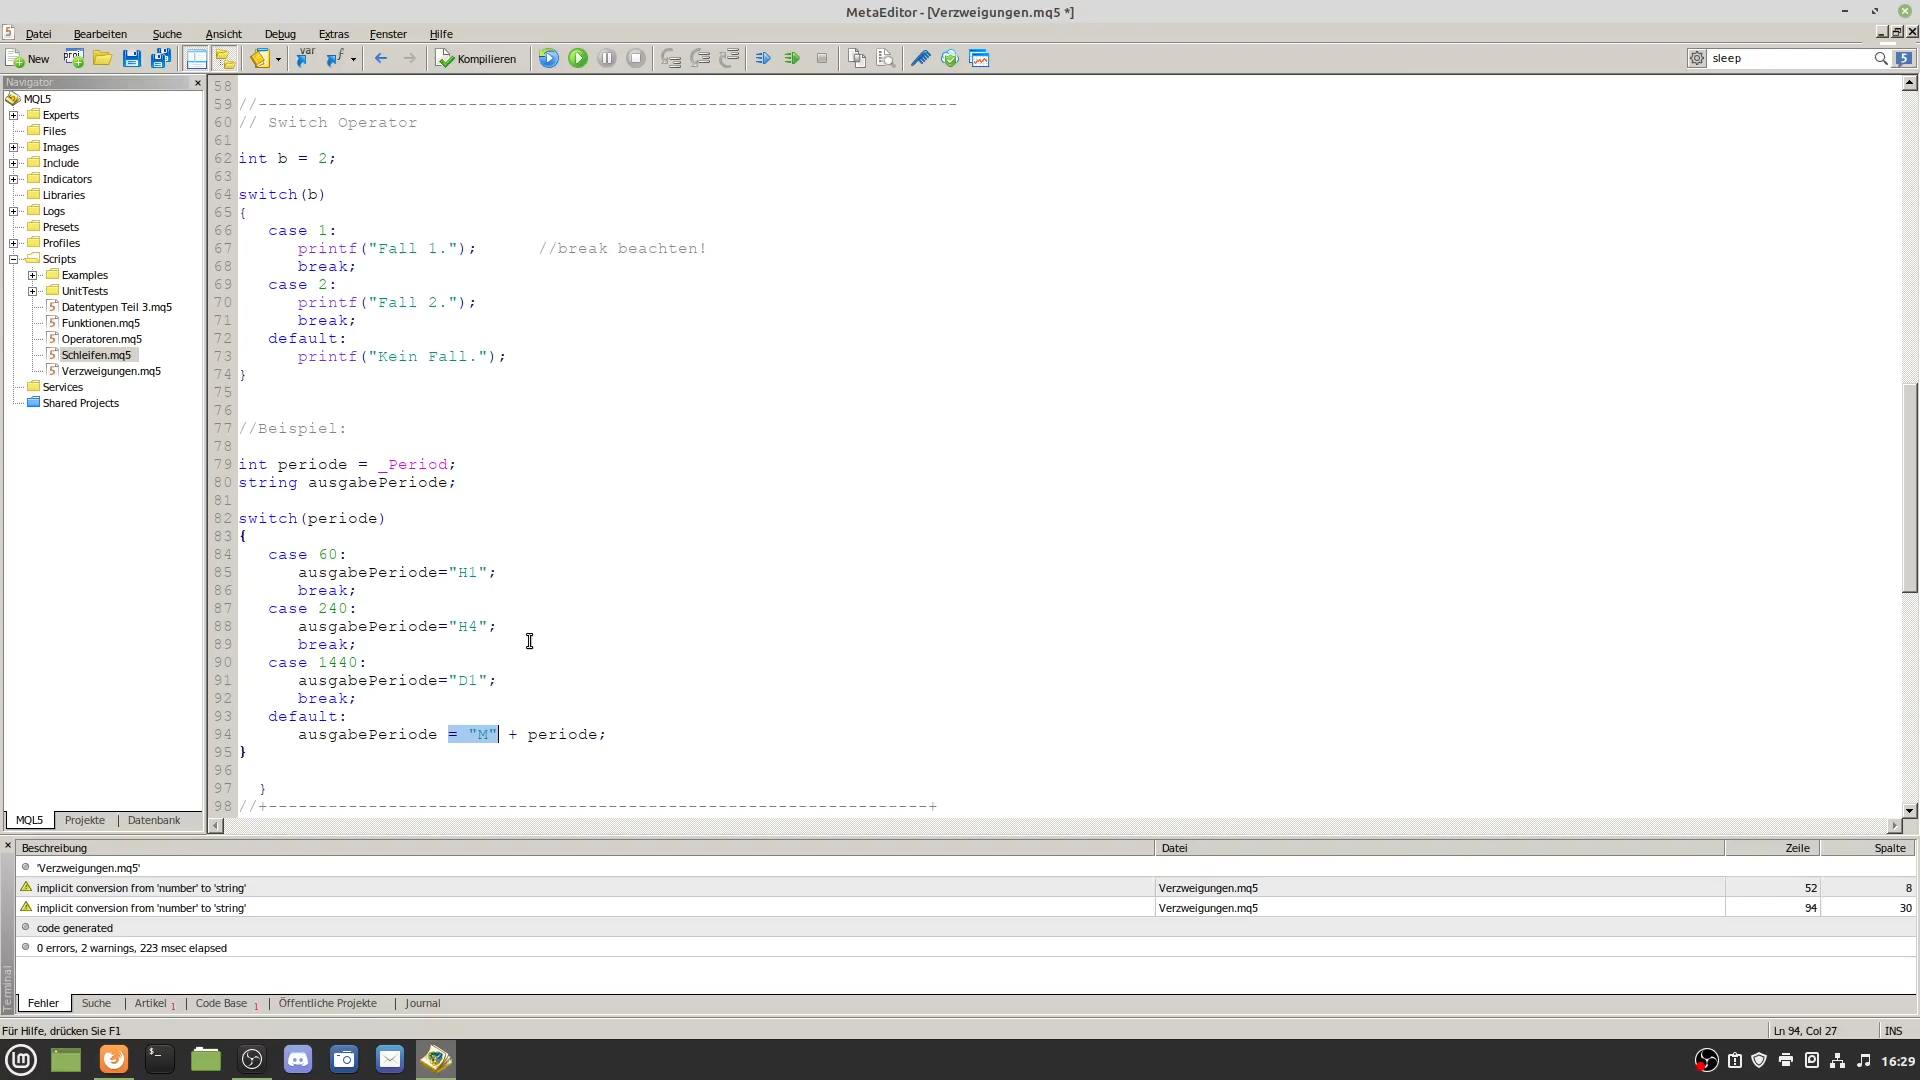 MetaEditor - [Verzweigungen.mq5 *]
Datei Bearbeiten Suche Ansicht Debug Extras Fenster Hilfe
New var Kompilieren sleep 5
Navigator
MQL5
Experts
Files
Images
Include
Indicators
Libraries
Logs
Presets
Profiles
Scripts
Examples
UnitTests
Datentypen Teil 3.mq5
Funktionen.mq5
Operatoren.mq5
Schleifen.mq5
Verzweigungen.mq5
Services
Shared Projects
MQL5 Projekte Datenbank
58
59 //----------------------------------------------------------------------
60 // Switch Operator
61
62 int b = 2;
63
64 switch(b)
65 {
66 case 1:
67 printf("Fall 1."); //break beachten!
68 break;
69 case 2:
70 printf("Fall 2.");
71 break;
72 default:
73 printf("Kein Fall.");
74 }
75
76
77 //Beispiel:
78
79 int periode = _Period;
80 string ausgabePeriode;
81
82 switch(periode)
83 {
84 case 60:
85 ausgabePeriode="H1";
86 break;
87 case 240:
88 ausgabePeriode="H4";
89 break;
90 case 1440:
91 ausgabePeriode="D1";
92 break;
93 default:
94 ausgabePeriode = "M" + periode;
95 }
96
97 }
98 //+------------------------------------------------------------------+
Beschreibung Datei Zeile Spalte
'Verzweigungen.mq5'
implicit conversion from 'number' to 'string' Verzweigungen.mq5 52 8
implicit conversion from 'number' to 'string' Verzweigungen.mq5 94 30
code generated
0 errors, 2 warnings, 223 msec elapsed
Terminal
Fehler Suche Artikel 1 Code Base 1 Öffentliche Projekte Journal
Für Hilfe, drücken Sie F1 Ln 94, Col 27 INS
16:29